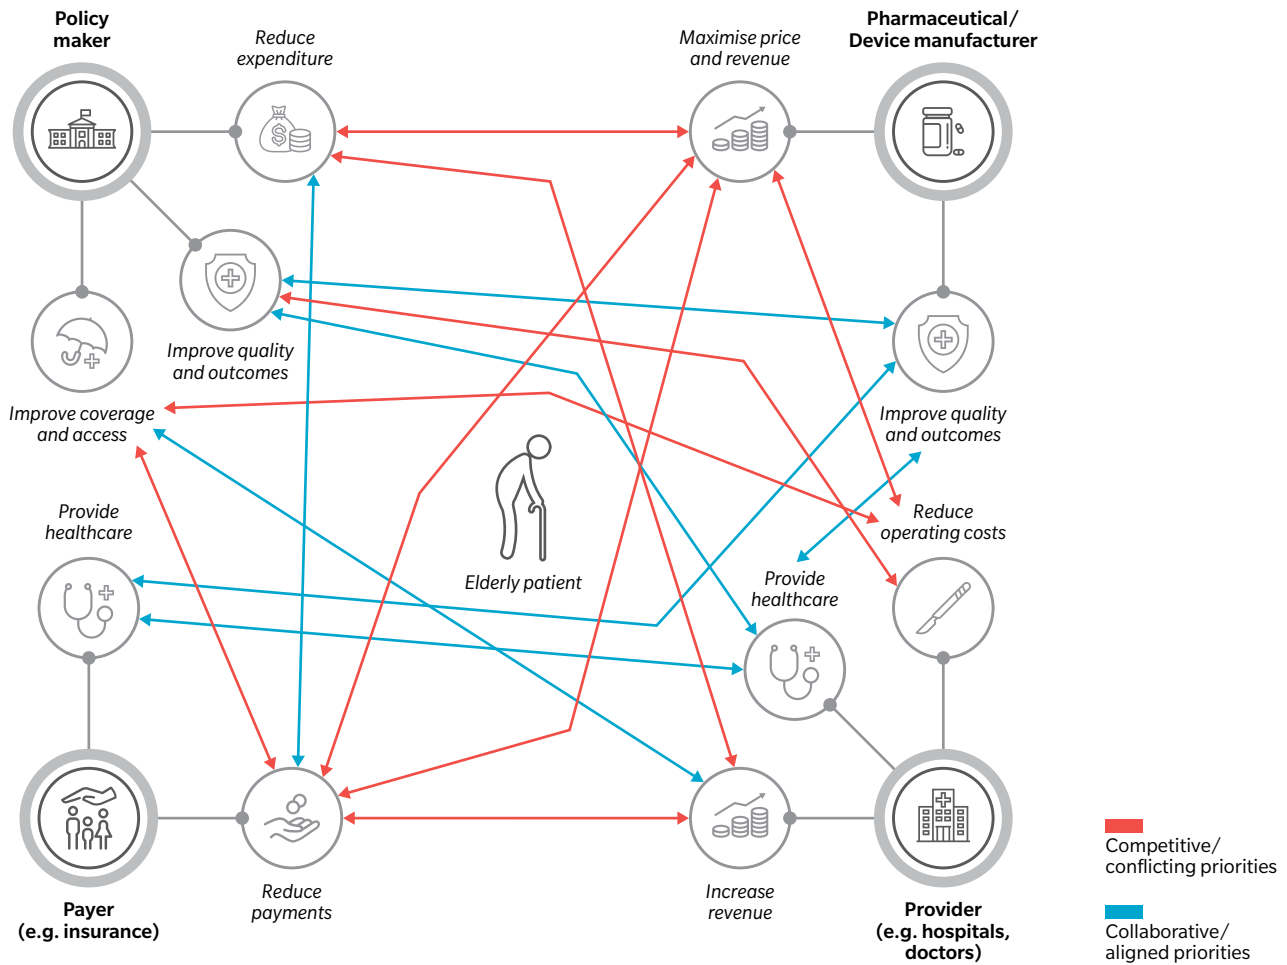 Policy
maker
Reduce
expenditure
Maximise price
and revenue
Pharmaceutical/
Device manufacturer
$
Improve quality
and outcomes
Improve coverage
and access
Improve quality
and outcomes
Provide
healthcare
Elderly patient
Reduce
operating costs
Provide
healthcare
Reduce
payments
Increase
revenue
Payer
(e.g. insurance)
Provider
(e.g. hospitals,
doctors)
Competitive/
conflicting priorities
Collaborative/
aligned priorities